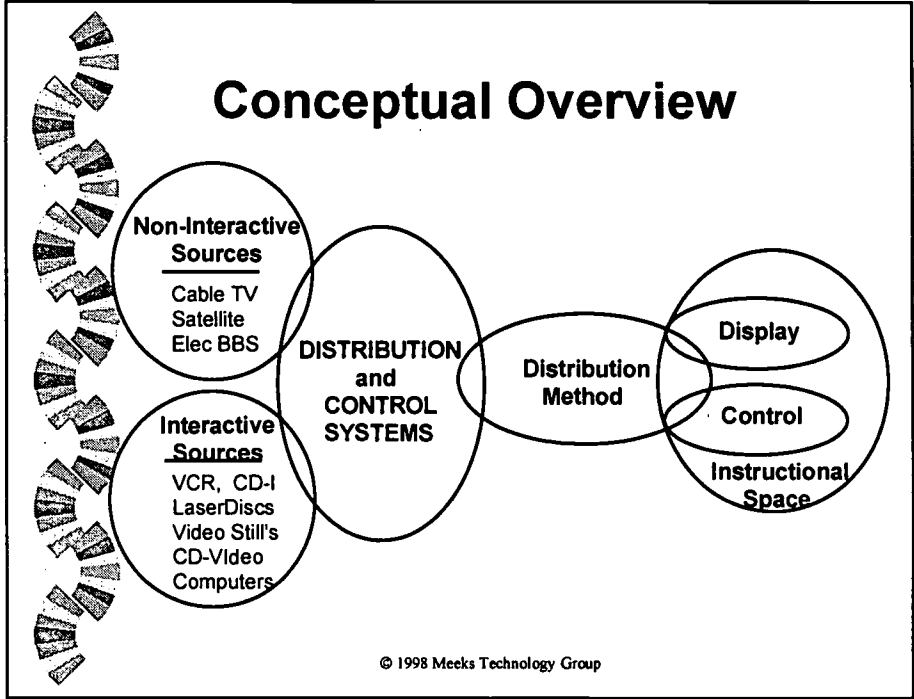 Conceptual Overview
Non-Interactive
Sources
Cable TV
Satellite
Elec BBS
Interactive
Sources
VCR, CD-I
LaserDiscs
Video Still's
CD-VIdeo
Computers
DISTRIBUTION
and
CONTROL
SYSTEMS
Distribution
Method
Display
Control
Instructional
Space
© 1998 Meeks Technology Group